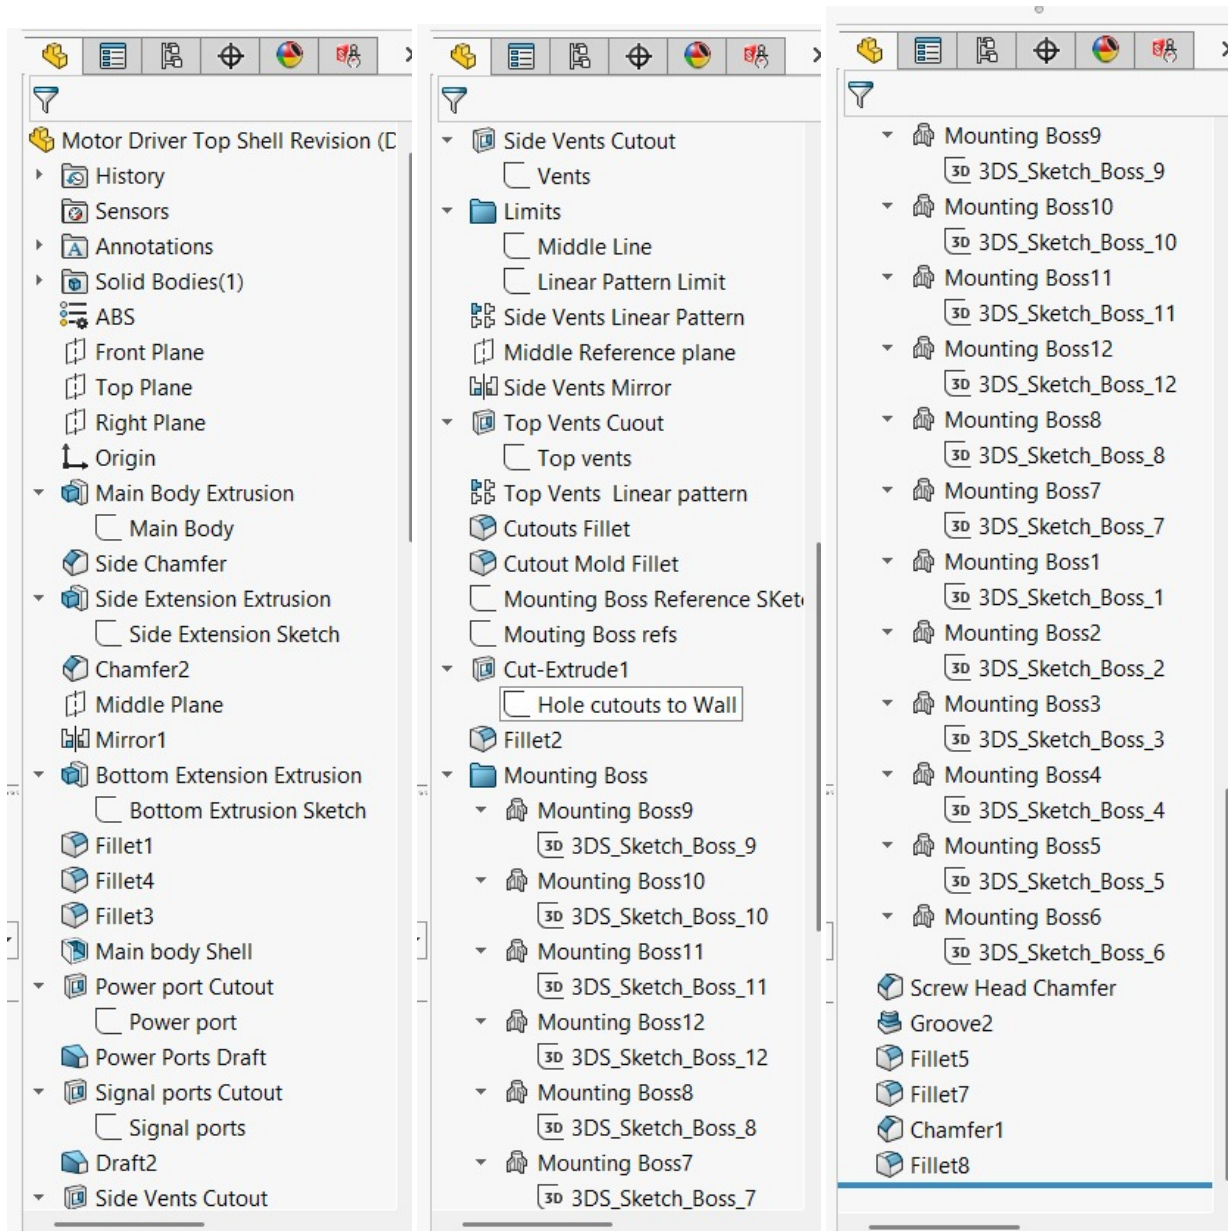 Motor Driver Top Shell Revision (D
History
Sensors
Annotations
Solid Bodies(1)
ABS
Front Plane
Top Plane
Right Plane
Origin
Main Body Extrusion
Main Body
Side Chamfer
Side Extension Extrusion
Side Extension Sketch
Chamfer2
Middle Plane
Mirror1
Bottom Extension Extrusion
Bottom Extrusion Sketch
Fillet1
Fillet4
Fillet3
Main body Shell
Power port Cutout
Power port
Power Ports Draft
Signal ports Cutout
Signal ports
Draft2
Side Vents Cutout
Side Vents Cutout
Vents
Limits
Middle Line
Linear Pattern Limit
Side Vents Linear Pattern
Middle Reference plane
Side Vents Mirror
Top Vents Cuout
Top vents
Top Vents  Linear pattern
Cutouts Fillet
Cutout Mold Fillet
Mounting Boss Reference SKet
Mouting Boss refs
Cut-Extrude1
Hole cutouts to Wall
Fillet2
Mounting Boss
Mounting Boss9
3D 3DS_Sketch_Boss_9
Mounting Boss10
3D 3DS_Sketch_Boss_10
Mounting Boss11
3D 3DS_Sketch_Boss_11
Mounting Boss12
3D 3DS_Sketch_Boss_12
Mounting Boss8
3D 3DS_Sketch_Boss_8
Mounting Boss7
3D 3DS_Sketch_Boss_7
Mounting Boss9
3D 3DS_Sketch_Boss_9
Mounting Boss10
3D 3DS_Sketch_Boss_10
Mounting Boss11
3D 3DS_Sketch_Boss_11
Mounting Boss12
3D 3DS_Sketch_Boss_12
Mounting Boss8
3D 3DS_Sketch_Boss_8
Mounting Boss7
3D 3DS_Sketch_Boss_7
Mounting Boss1
3D 3DS_Sketch_Boss_1
Mounting Boss2
3D 3DS_Sketch_Boss_2
Mounting Boss3
3D 3DS_Sketch_Boss_3
Mounting Boss4
3D 3DS_Sketch_Boss_4
Mounting Boss5
3D 3DS_Sketch_Boss_5
Mounting Boss6
3D 3DS_Sketch_Boss_6
Screw Head Chamfer
Groove2
Fillet5
Fillet7
Chamfer1
Fillet8